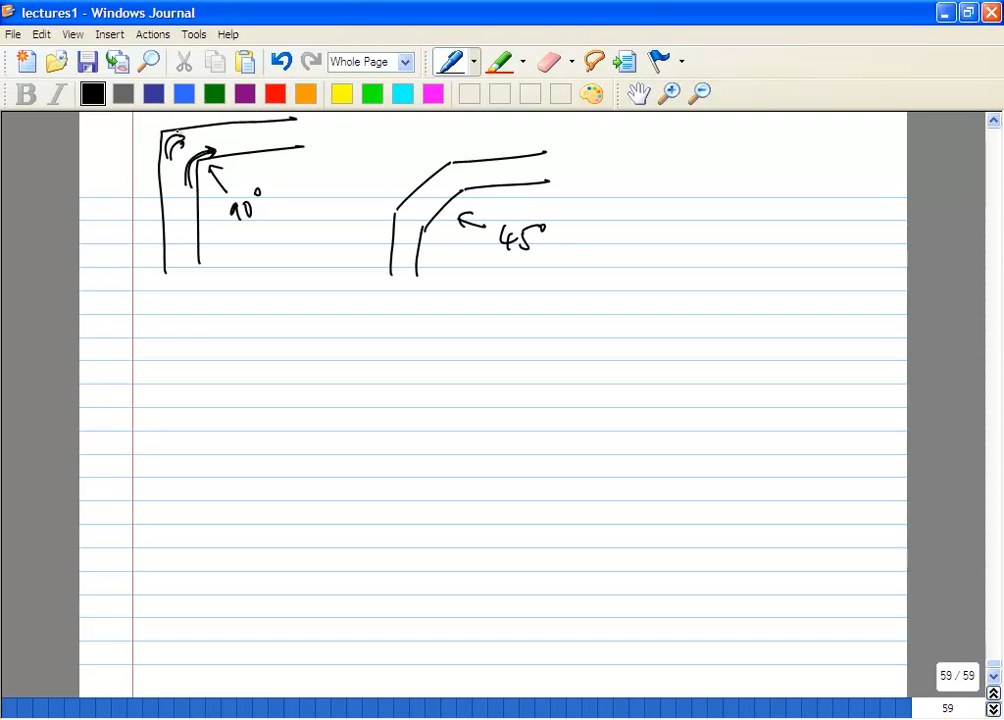 lectures1 - Windows Journal
File Edit View Insert Actions Tools Help
Whole Page
B I
90°
45°
59 / 59
59